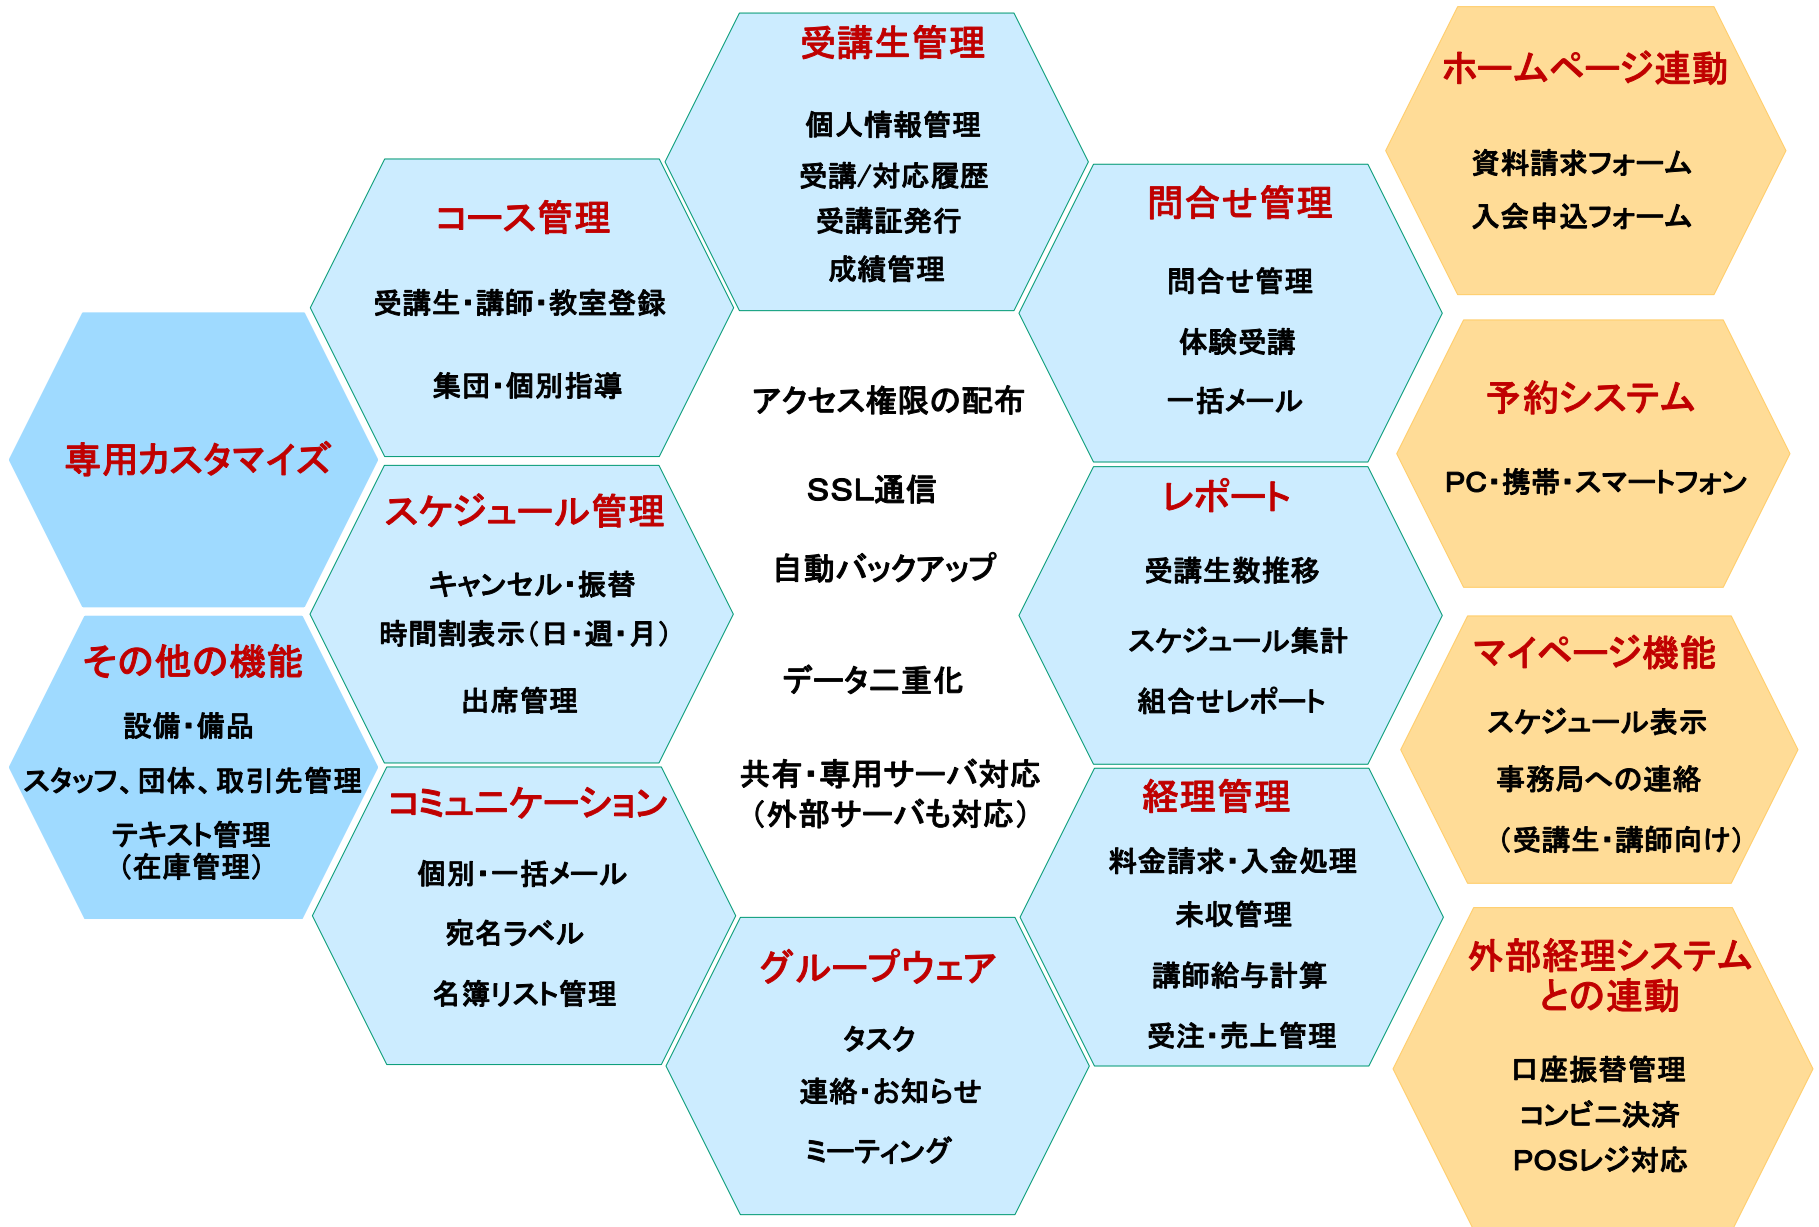 受講生管理
個人情報管理
受講/対応履歴
受講証発行
成績管理
コース管理
受講生・講師・教室登録
集団・個別指導
問合せ管理
問合せ管理
体験受講
一括メール
ホームページ連動
資料請求フォーム
入会申込フォーム
専用カスタマイズ
スケジュール管理
キャンセル・振替
時間割表示（日・週・月）
出席管理
アクセス権限の配布
SSL通信
自動バックアップ
データ二重化
共有・専用サーバ対応
（外部サーバも対応）
レポート
受講生数推移
スケジュール集計
組合せレポート
予約システム
PC・携帯・スマートフォン
その他の機能
設備・備品
スタッフ、団体、取引先管理
テキスト管理
（在庫管理）
コミュニケーション
個別・一括メール
宛名ラベル
名簿リスト管理
グループウェア
タスク
連絡・お知らせ
ミーティング
経理管理
料金請求・入金処理
未収管理
講師給与計算
受注・売上管理
マイページ機能
スケジュール表示
事務局への連絡
（受講生・講師向け）
外部経理システム
との連動
口座振替管理
コンビニ決済
POSレジ対応